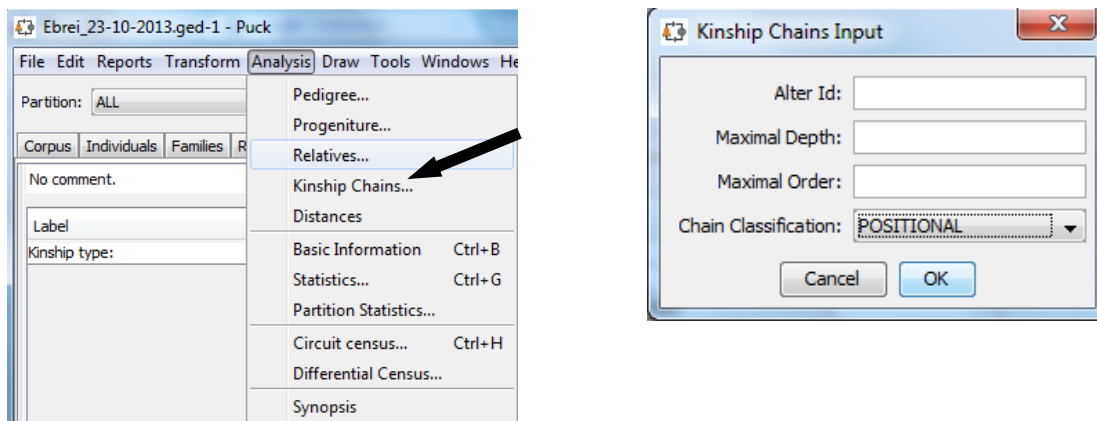 Ebrei_23-10-2013.ged-1 - Puck
File Edit Reports Transform Analysis Draw Tools Windows He
Partition: ALL
Corpus Individuals Families R
No comment.
Label
Kinship type:
Pedigree...
Progeniture...
Relatives...
Kinship Chains...
Distances
Basic Information Ctrl+B
Statistics... Ctrl+G
Partition Statistics...
Circuit census... Ctrl+H
Differential Census...
Synopsis
Kinship Chains Input
Alter Id:
Maximal Depth:
Maximal Order:
Chain Classification: POSITIONAL
Cancel OK